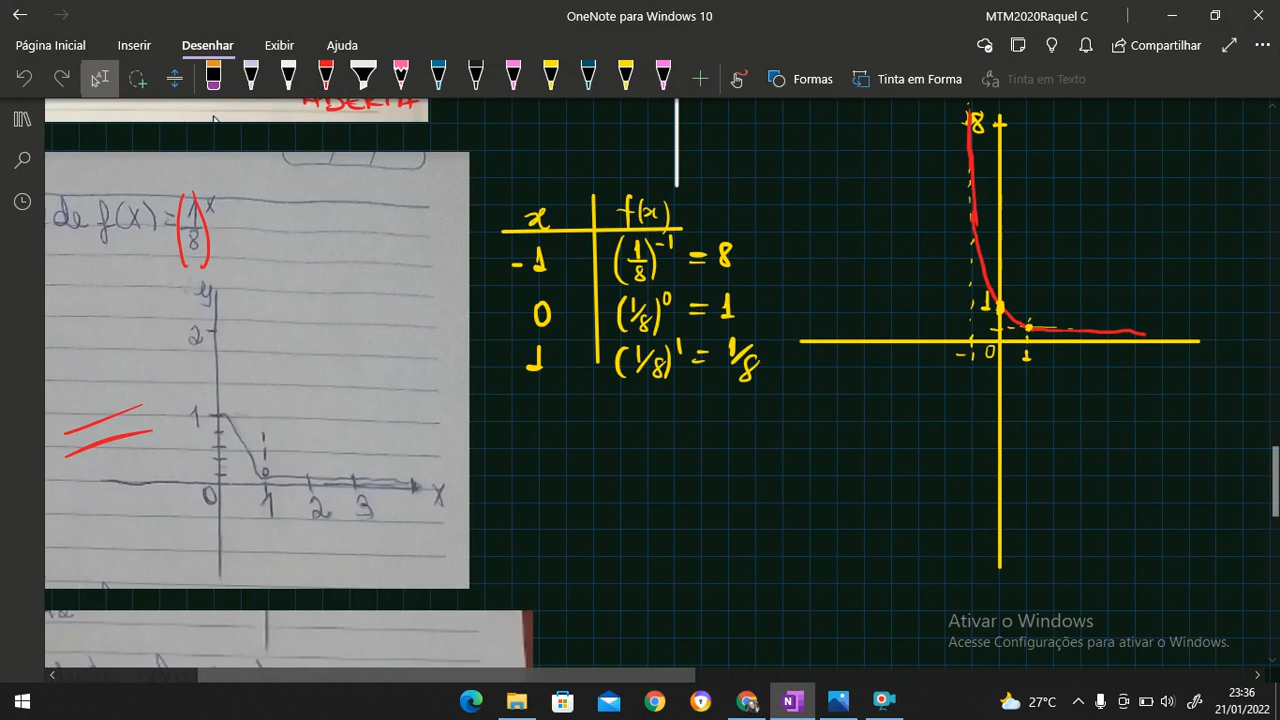 OneNote para Windows 10
MTM2020Raquel C
Página Inicial
Inserir
Desenhar
Exibir
Ajuda
Compartilhar
Formas
Tinta em Forma
Tinta em Texto
ABERTA
de f(x) = (1/8)^x
y
2
1
0 1 2 3 x
x f(x)
-1 (1/8)^-1 = 8
0 (1/8)^0 = 1
1 (1/8)^1 = 1/8
8
1
-1 0 1
Ativar o Windows
Acesse Configurações para ativar o Windows.
27°C
23:36
21/01/2022